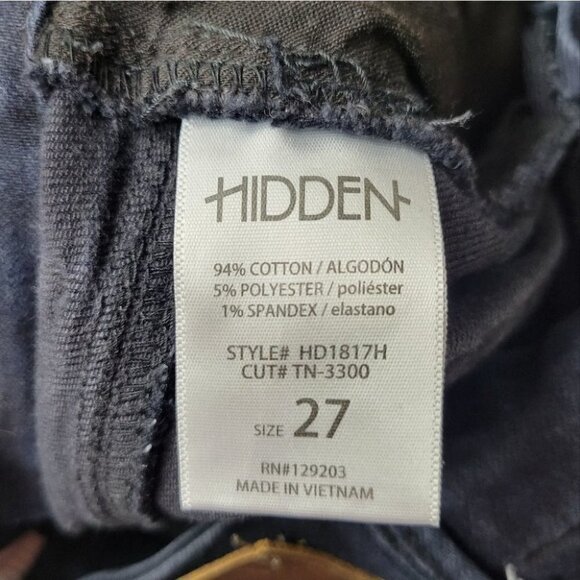 HIDDEN
94% COTTON / ALGODÓN
5% POLYESTER / poliéster
1% SPANDEX / elastano
STYLE# HD1817H
CUT# TN-3300
SIZE 27
RN#129203
MADE IN VIETNAM